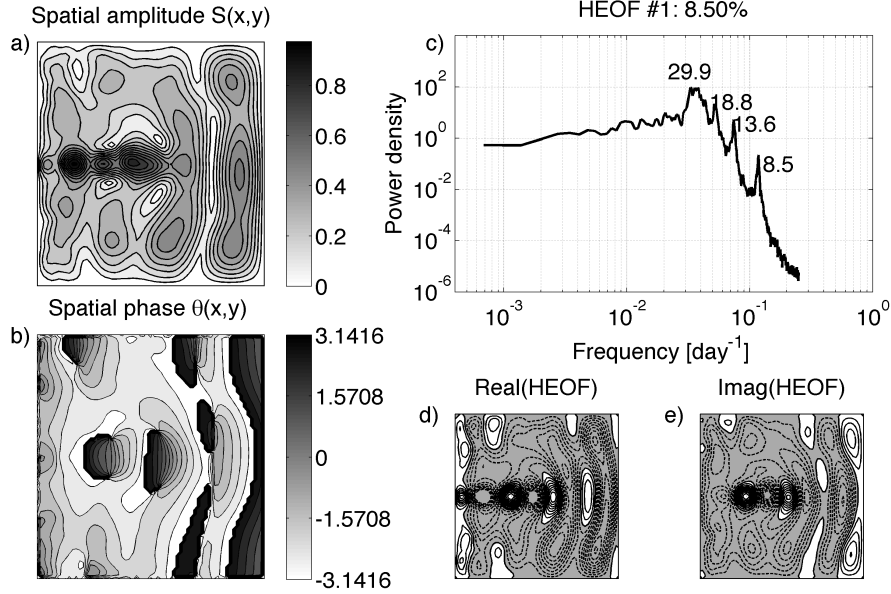 Spatial amplitude S(x,y)
a)
0.8
0.6
0.4
0.2
0
Spatial phase θ(x,y)
b)
3.1416
1.5708
0
-1.5708
-3.1416
HEOF #1: 8.50%
c)
Power density
10^2
10^0
10^-2
10^-4
10^-6
29.9
18.8
13.6
8.5
10^-3
10^-2
10^-1
10^0
Frequency [day^-1]
Real(HEOF)
d)
Imag(HEOF)
e)